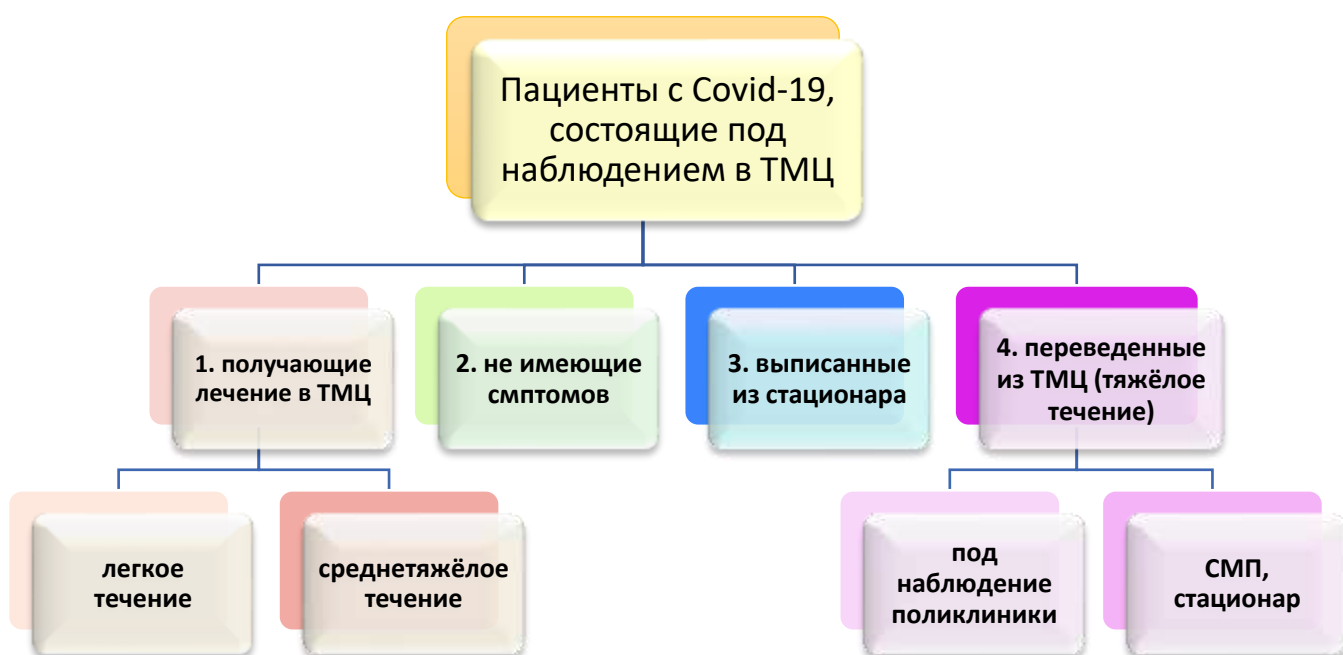 Пациенты с Covid-19,
состоящие под
наблюдением в ТМЦ
1. получающие
лечение в ТМЦ
2. не имеющие
смптомов
3. выписанные
из стационара
4. переведенные
из ТМЦ (тяжёлое
течение)
легкое
течение
среднетяжёлое
течение
под
наблюдение
поликлиники
СМП,
стационар